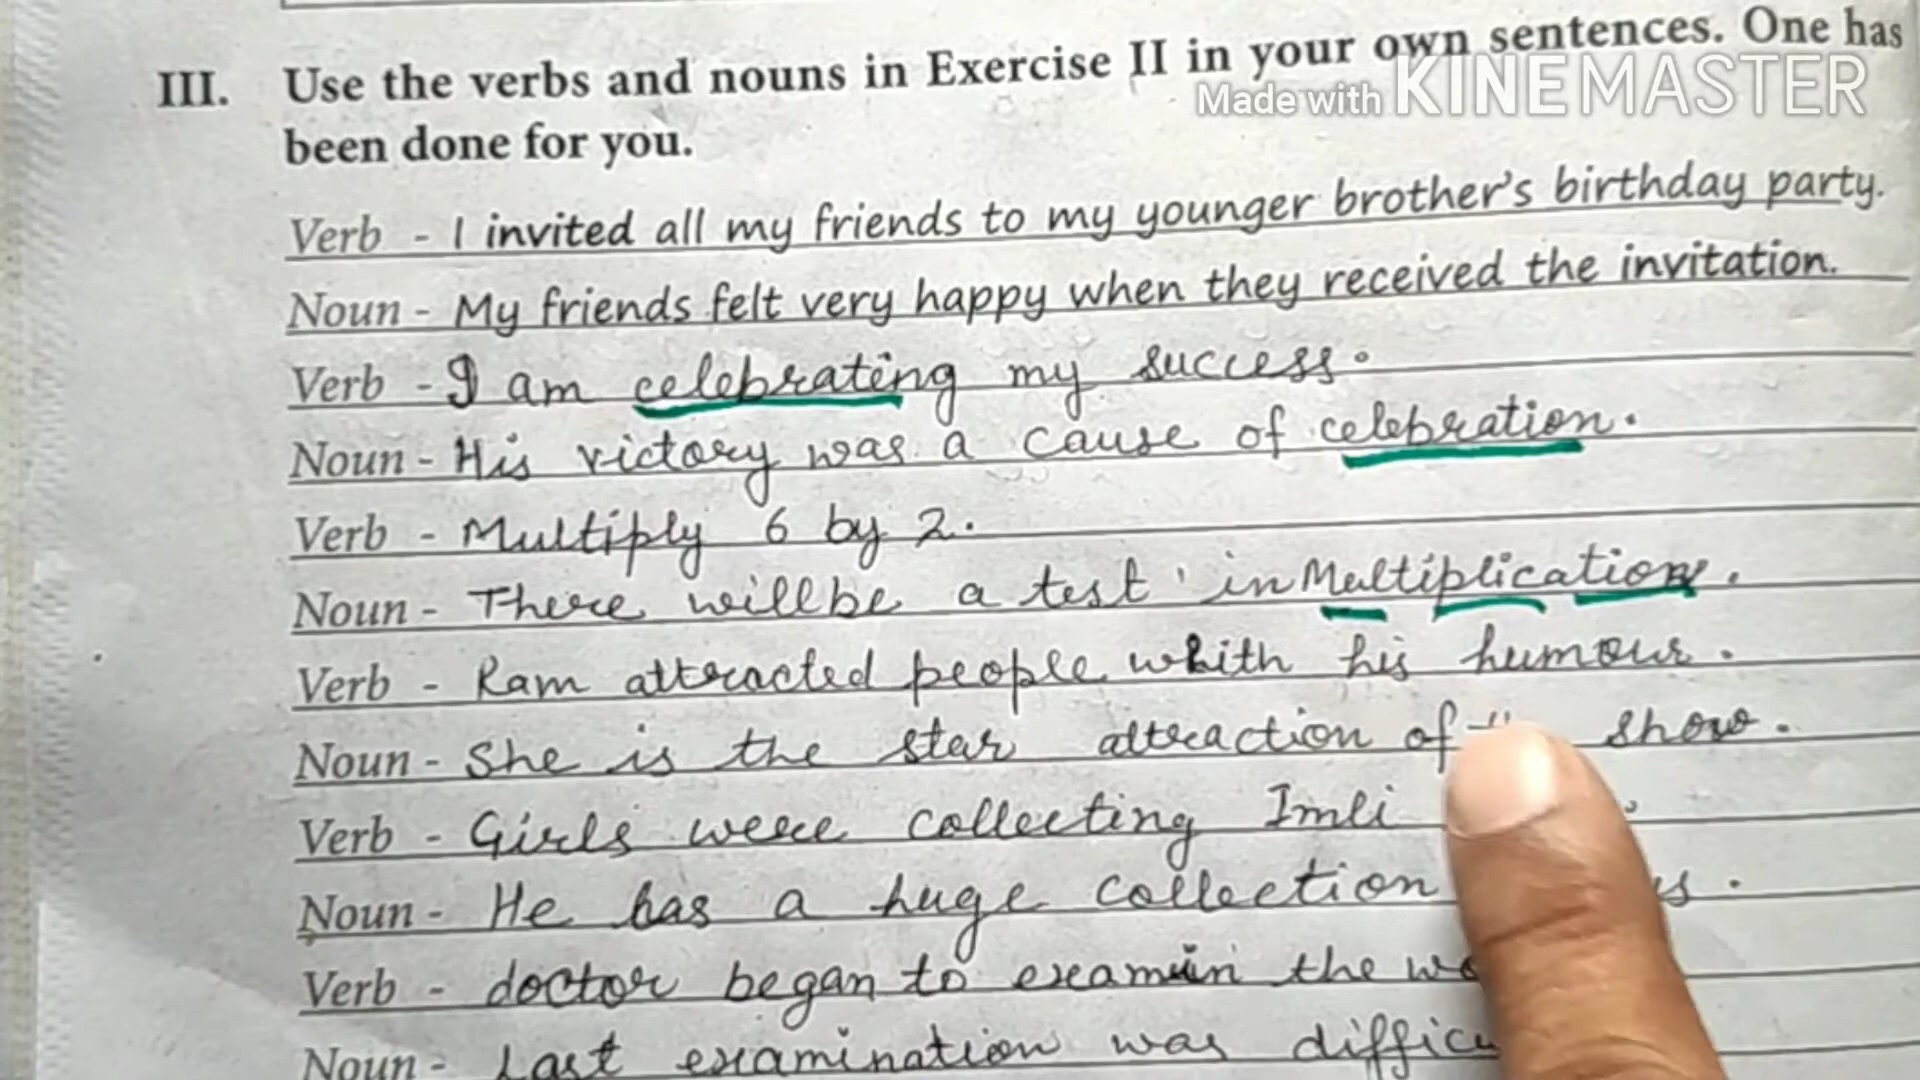 III. Use the verbs and nouns in Exercise II in your own sentences. One has
Made with KINEMASTER
been done for you.
Verb - I invited all my friends to my younger brother's birthday party.
Noun - My friends felt very happy when they received the invitation.
Verb - I am celebrating my success.
Noun - His victory was a cause of celebration.
Verb - Multiply 6 by 2.
Noun - There will be a test in Multiplication.
Verb - Ram attracted people whith his humour.
Noun - She is the star attraction of show.
Verb - Girls were collecting Imli
Noun - He has a huge collection
Verb - doctor began to examin the
Noun - Last examination was